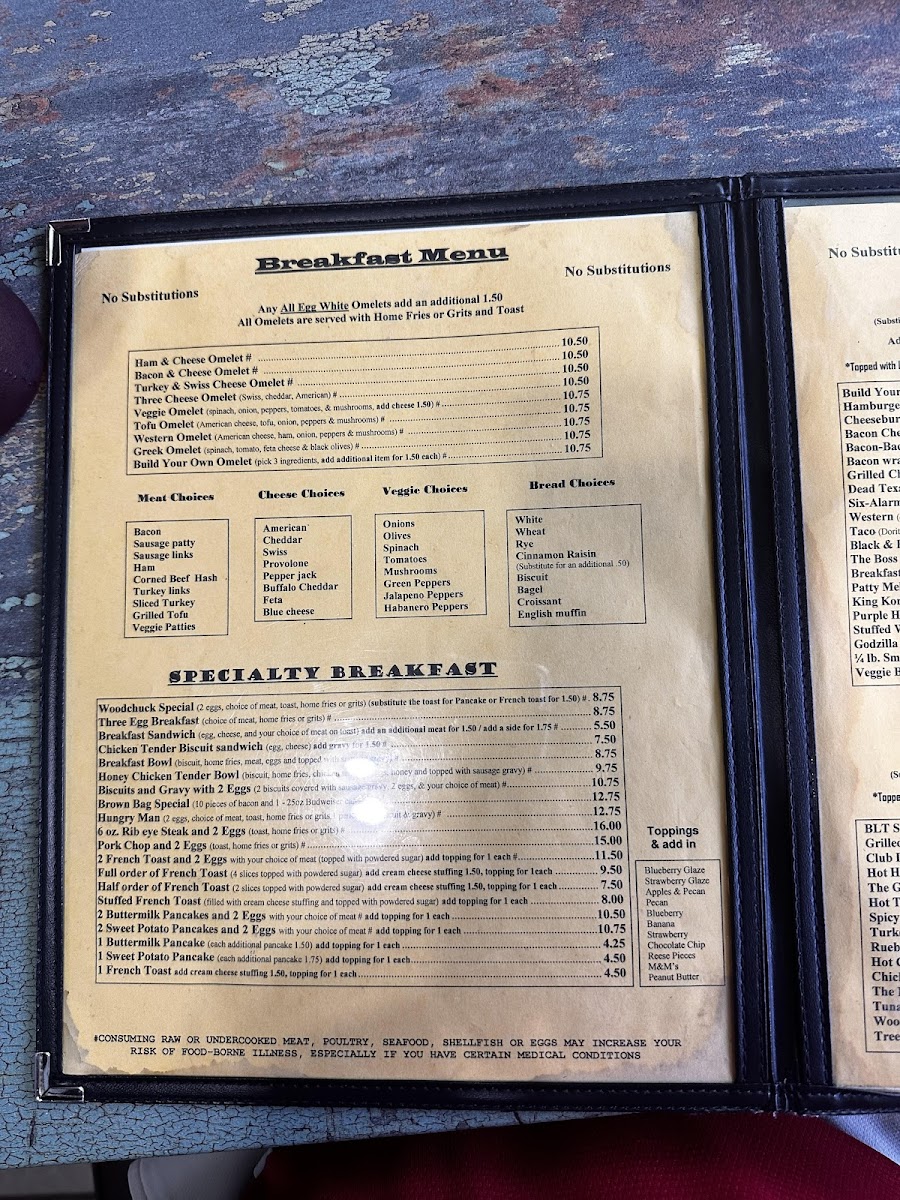 Breakfast Menu
No Substitutions
No Substitutions
Any All Egg White Omelets add an additional 1.50
All Omelets are served with Home Fries or Grits and Toast
Ham & Cheese Omelet # 10.50
Bacon & Cheese Omelet # 10.50
Turkey & Swiss Cheese Omelet # 10.50
Three Cheese Omelet (Swiss, cheddar, American) # 10.50
Veggie Omelet (spinach, onion, peppers, tomatoes, & mushrooms, add cheese 1.50) # 10.75
Tofu Omelet (American cheese, tofu, onion, peppers & mushrooms) # 10.75
Western Omelet (American cheese, ham, onion, peppers & mushrooms) # 10.75
Greek Omelet (spinach, tomato, feta cheese & black olives) # 10.75
Build Your Own Omelet (pick 3 ingredients, add additional item for 1.50 each) # 10.75
Meat Choices
Bacon
Sausage patty
Sausage links
Ham
Corned Beef Hash
Turkey links
Sliced Turkey
Grilled Tofu
Veggie Patties
Cheese Choices
American
Cheddar
Swiss
Provolone
Pepper jack
Buffalo Cheddar
Feta
Blue cheese
Veggie Choices
Onions
Olives
Spinach
Tomatoes
Mushrooms
Green Peppers
Jalapeno Peppers
Habanero Peppers
Bread Choices
White
Wheat
Rye
Cinnamon Raisin
(Substitute for an additional .50)
Biscuit
Bagel
Croissant
English muffin
SPECIALTY BREAKFAST
Woodchuck Special (2 eggs, choice of meat, toast, home fries or grits) (substitute the toast for Pancake or French toast for 1.50) # 8.75
Three Egg Breakfast (choice of meat, home fries or grits) # 8.75
Breakfast Sandwich (egg, cheese, and your choice of meat on toast) add an additional meat for 1.50 / add a side for 1.75 # 5.50
Chicken Tender Biscuit sandwich (egg, cheese) add gravy for 1.50 # 7.50
Breakfast Bowl (biscuit, home fries, meat, eggs and topped with # 8.75
Honey Chicken Tender Bowl (biscuit, home fries, honey and topped with sausage gravy) # 9.75
Biscuits and Gravy with 2 Eggs (2 biscuits covered with sausage gravy, 2 eggs, & your choice of meat) # 10.75
Brown Bag Special (10 pieces of bacon and 1 - 25oz Budweiser 12.75
Hungry Man (2 eggs, choice of meat, toast, home fries or grits, & gravy) # 12.75
6 oz. Rib eye Steak and 2 Eggs (toast, home fries or grits) # 16.00
Pork Chop and 2 Eggs (toast, home fries or grits) # 15.00
2 French Toast and 2 Eggs with your choice of meat (topped with powdered sugar) add topping for 1 each # 11.50
Full order of French Toast (4 slices topped with powdered sugar) add cream cheese stuffing 1.50, topping for 1each 9.50
Half order of French Toast (2 slices topped with powdered sugar) add cream cheese stuffing 1.50, topping for 1 each 7.50
Stuffed French Toast (filled with cream cheese stuffing and topped with powdered sugar) add topping for 1 each 8.00
2 Buttermilk Pancakes and 2 Eggs with your choice of meat # add topping for 1 each 10.50
2 Sweet Potato Pancakes and 2 Eggs with your choice of meat # add topping for 1 each 10.75
1 Buttermilk Pancake (each additional pancake 1.50) add topping for 1 each 4.25
1 Sweet Potato Pancake (each additional pancake 1.75) add topping for 1 each 4.50
1 French Toast add cream cheese stuffing 1.50, topping for 1 each 4.50
Toppings
& add in
Blueberry Glaze
Strawberry Glaze
Apples & Pecan
Pecan
Blueberry
Banana
Strawberry
Chocolate Chip
Reese Pieces
M&M's
Peanut Butter
#CONSUMING RAW OR UNDERCOOKED MEAT, POULTRY, SEAFOOD, SHELLFISH OR EGGS MAY INCREASE YOUR
RISK OF FOOD-BORNE ILLNESS, ESPECIALLY IF YOU HAVE CERTAIN MEDICAL CONDITIONS
No Substitu
(Substi
Ad
*Topped with
Build Your
Hamburge
Cheesebur
Bacon Che
Bacon-Bac
Bacon wra
Grilled Ch
Dead Texa
Six-Alarm
Western (
Taco (Dorit
Black &
The Boss
Breakfast
Patty Mel
King Kon
Purple H
Stuffed W
Godzilla
¼ lb. Sm
Veggie B
(Su
*Toppe
BLT S
Grilled
Club
Hot H
The G
Hot T
Spicy
Turke
Rueb
Hot C
Chic
The
Tuna
Woo
Tree